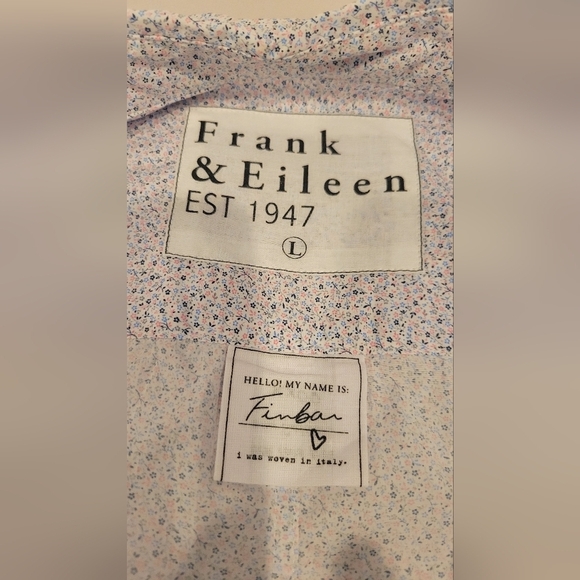 Frank
& Eileen
EST 1947
L
HELLO! MY NAME IS:
Finbar
i was woven in italy.